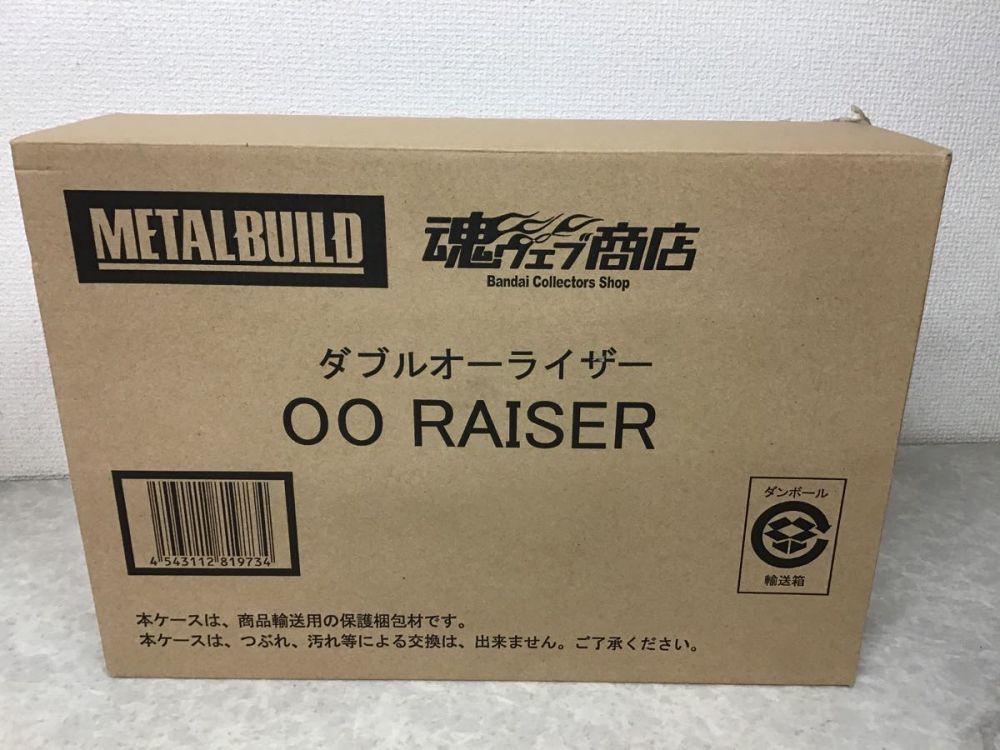 METAL BUILD
魂ウェブ商店
Bandai Collectors Shop
ダブルオーライザー
OO RAISER
4 543112 819734
ダンボール
輸送箱
本ケースは、商品輸送用の保護梱包材です。
本ケースは、つぶれ、汚れ等による交換は、出来ません。ご了承ください。